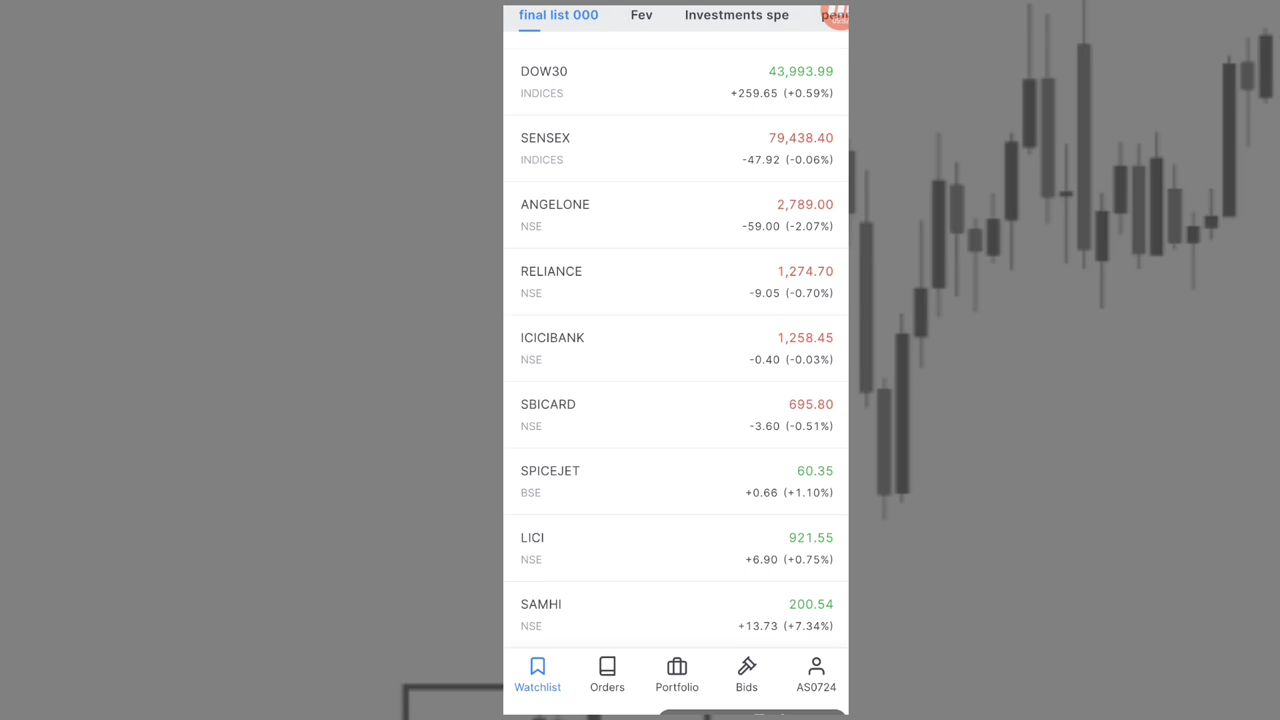 final list 000 Fev Investments spe
DOW30 43,993.99
INDICES +259.65 (+0.59%)
SENSEX 79,438.40
INDICES -47.92 (-0.06%)
ANGELONE 2,789.00
NSE -59.00 (-2.07%)
RELIANCE 1,274.70
NSE -9.05 (-0.70%)
ICICIBANK 1,258.45
NSE -0.40 (-0.03%)
SBICARD 695.80
NSE -3.60 (-0.51%)
SPICEJET 60.35
BSE +0.66 (+1.10%)
LICI 921.55
NSE +6.90 (+0.75%)
SAMHI 200.54
NSE +13.73 (+7.34%)
Watchlist Orders Portfolio Bids AS0724